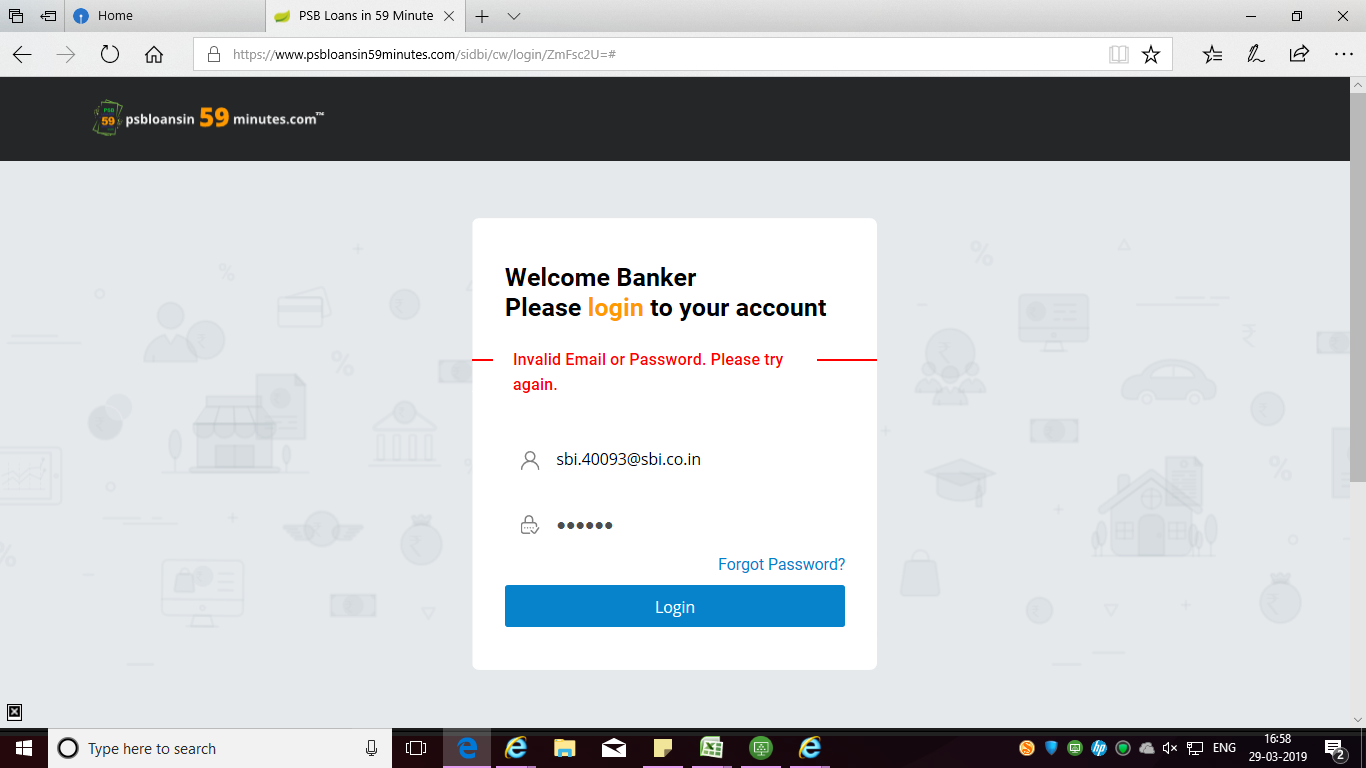 Home
PSB Loans in 59 Minute
https://www.psbloansin59minutes.com/sidbi/cw/login/ZmFsc2U=#
PSB
59
psbloansin 59 minutes.com™
Welcome Banker
Please login to your account
Invalid Email or Password. Please try
again.
sbi.40093@sbi.co.in
••••••
Forgot Password?
Login
Type here to search
ENG
16:58
29-03-2019
2